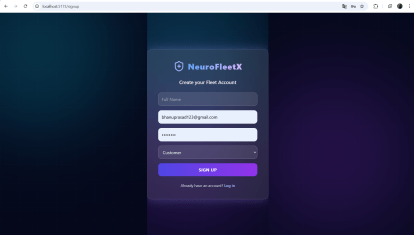 localhost:5173/signup
NeuroFleetX
Create your Fleet Account
Full Name
bhanuprasad123@gmail.com
•••••••
Customer
SIGN UP
Already have an account? Log in